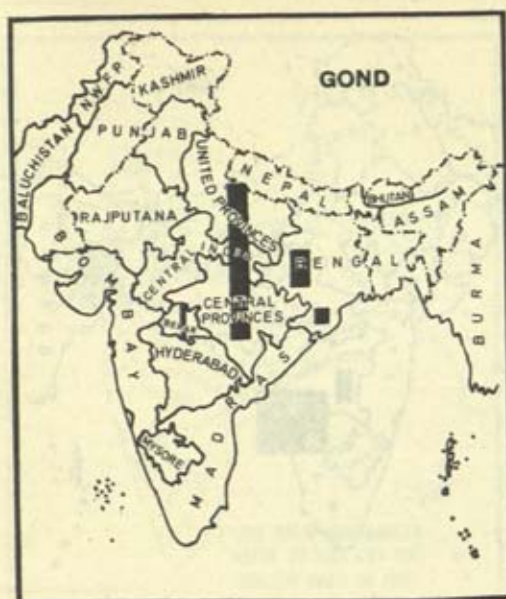 GOND
KASHMIR
N.W.F.P.
PUNJAB
BALUCHISTAN
UNITED PROVINCES
NEPAL
BHUTAN
ASSAM
RAJPUTANA
BENGAL
BURMA
CENTRAL
CENTRAL PROVINCES
BERAR
BOMBAY
HYDERABAD
MYSORE
MADRAS